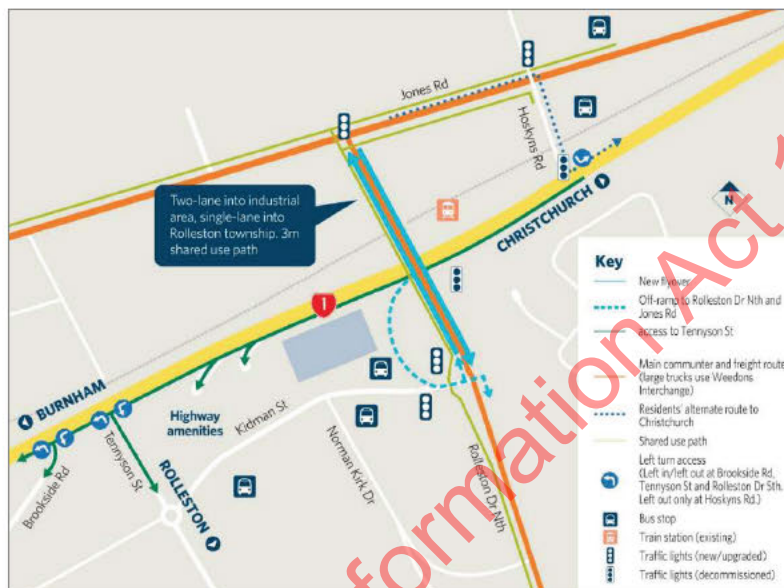 Jones Rd
Hoskyns Rd
Two-lane into industrial
area, single-lane into
Rolleston township. 3m
shared use path
CHRISTCHURCH
N
1
BURNHAM
Highway
amenities
Kidman St
Brookside Rd
Tennyson St
ROLLESTON
Norman Kirk Dr
Rolleston Dr Nth
Key
New flyover
Off-ramp to Rolleston Dr Nth and
Jones Rd
access to Tennyson St
Main communter and freight route
(large trucks use Weedons
Interchange)
Residents' alternate route to
Christchurch
Shared use path
Left turn access
(Left in/left out at Brookside Rd,
Tennyson St and Rolleston Dr Sth.
Left out only at Hoskyns Rd.)
Bus stop
Train station (existing)
Traffic lights (new/upgraded)
Traffic lights (decommissioned)
formation Act 1